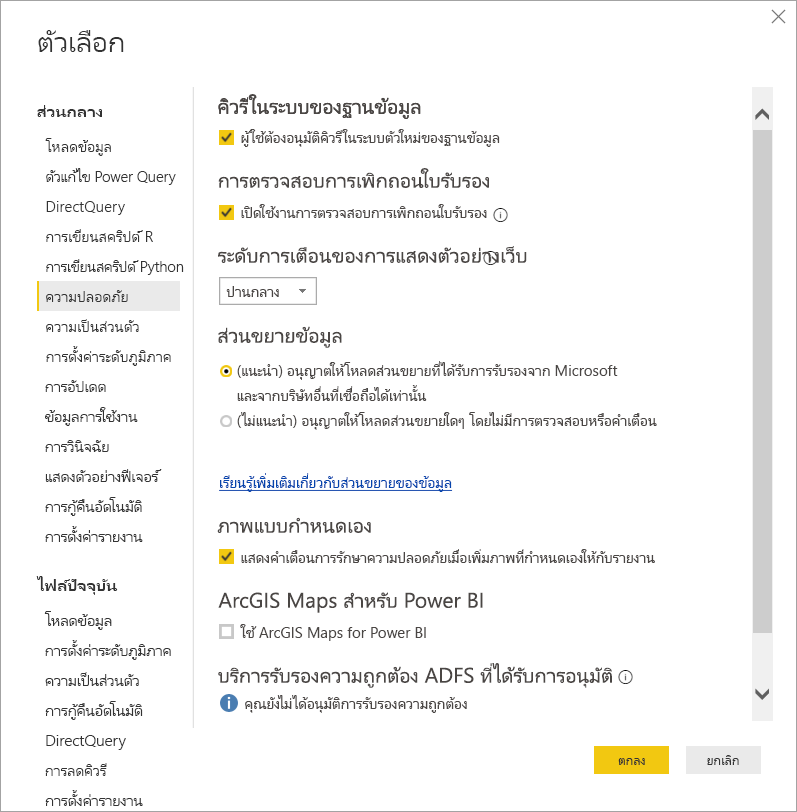 ตัวเลือก
ส่วนกลาง
โหลดข้อมูล
ตัวแก้ไข Power Query
DirectQuery
การเขียนสคริปต์ R
การเขียนสคริปต์ Python
ความปลอดภัย
ความเป็นส่วนตัว
การตั้งค่าระดับภูมิภาค
การอัปเดต
ข้อมูลการใช้งาน
การวินิจฉัย
แสดงตัวอย่างฟีเจอร์
การกู้คืนอัตโนมัติ
การตั้งค่ารายงาน
ไฟล์ปัจจุบัน
โหลดข้อมูล
การตั้งค่าระดับภูมิภาค
ความเป็นส่วนตัว
การกู้คืนอัตโนมัติ
DirectQuery
การลดคิวรี
การตั้งค่ารายงาน
คิวรีในระบบของฐานข้อมูล
ผู้ใช้ต้องอนุมัติคิวรีในระบบตัวใหม่ของฐานข้อมูล
การตรวจสอบการเพิกถอนใบรับรอง
เปิดใช้งานการตรวจสอบการเพิกถอนใบรับรอง
ระดับการเตือนของการแสดงตัวอย่างเว็บ
ปานกลาง
ส่วนขยายข้อมูล
(แนะนำ) อนุญาตให้โหลดส่วนขยายที่ได้รับการรับรองจาก Microsoft
และจากบริษัทอื่นที่เชื่อถือได้เท่านั้น
(ไม่แนะนำ) อนุญาตให้โหลดส่วนขยายใดๆ โดยไม่มีการตรวจสอบหรือคำเตือน
เรียนรู้เพิ่มเติมเกี่ยวกับส่วนขยายของข้อมูล
ภาพแบบกำหนดเอง
แสดงคำเตือนการรักษาความปลอดภัยเมื่อเพิ่มภาพที่กำหนดเองให้กับรายงาน
ArcGIS Maps สำหรับ Power BI
ใช้ ArcGIS Maps for Power BI
บริการรับรองความถูกต้อง ADFS ที่ได้รับการอนุมัติ
คุณยังไม่ได้อนุมัติการรับรองความถูกต้อง
ตกลง
ยกเลิก